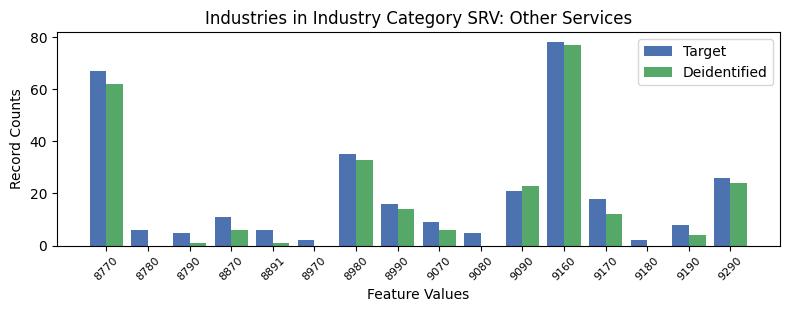 Industries in Industry Category SRV: Other Services
Target
Deidentified
Record Counts
80
60
40
20
0
8770 8780 8790 8870 8891 8970 8980 8990 9070 9080 9090 9160 9170 9180 9190 9290
Feature Values